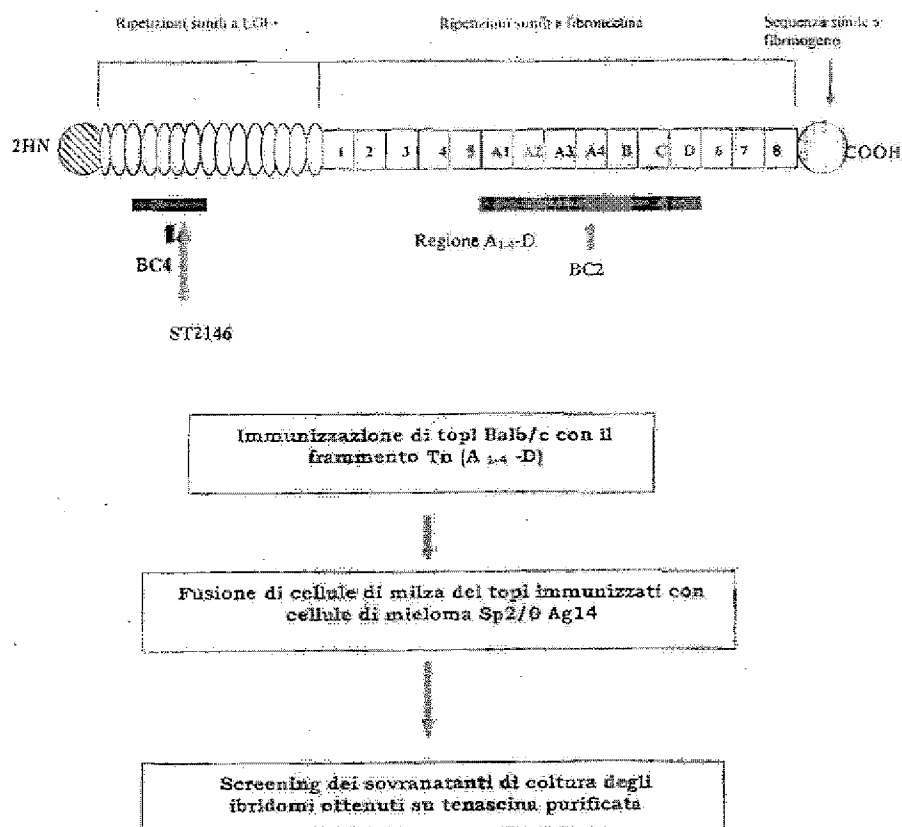 Ripetizioni simili a EGF
Ripetizioni simili a fibronectina
Sequenza simile a
fibrinogeno
2HN
1 2 3 4 5 A1 A2 A3 A4 B C D 6 7 8
COOH
Regione A1-4-D
BC4
BC2
ST2146
Immunizzazione di topi Balb/c con il
frammento Tn (A 1-4 -D)
Fusione di cellule di milza dei topi immunizzati con
cellule di mieloma Sp2/0 Ag14
Screening dei sovranatanti di coltura degli
ibridomi ottenuti su tenascina purificata